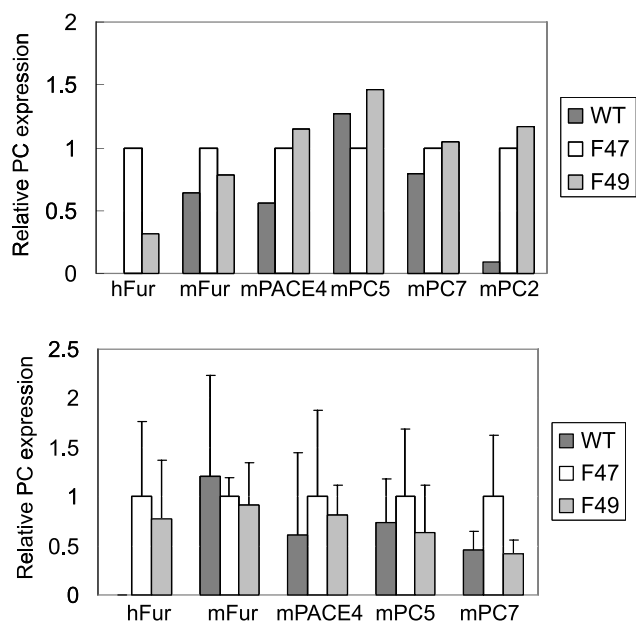 Relative PC expression
2
1.5
1
0.5
0
hFur mFur mPACE4 mPC5 mPC7 mPC2
WT
F47
F49
Relative PC expression
2.5
2
1.5
1
0.5
0
hFur mFur mPACE4 mPC5 mPC7
WT
F47
F49